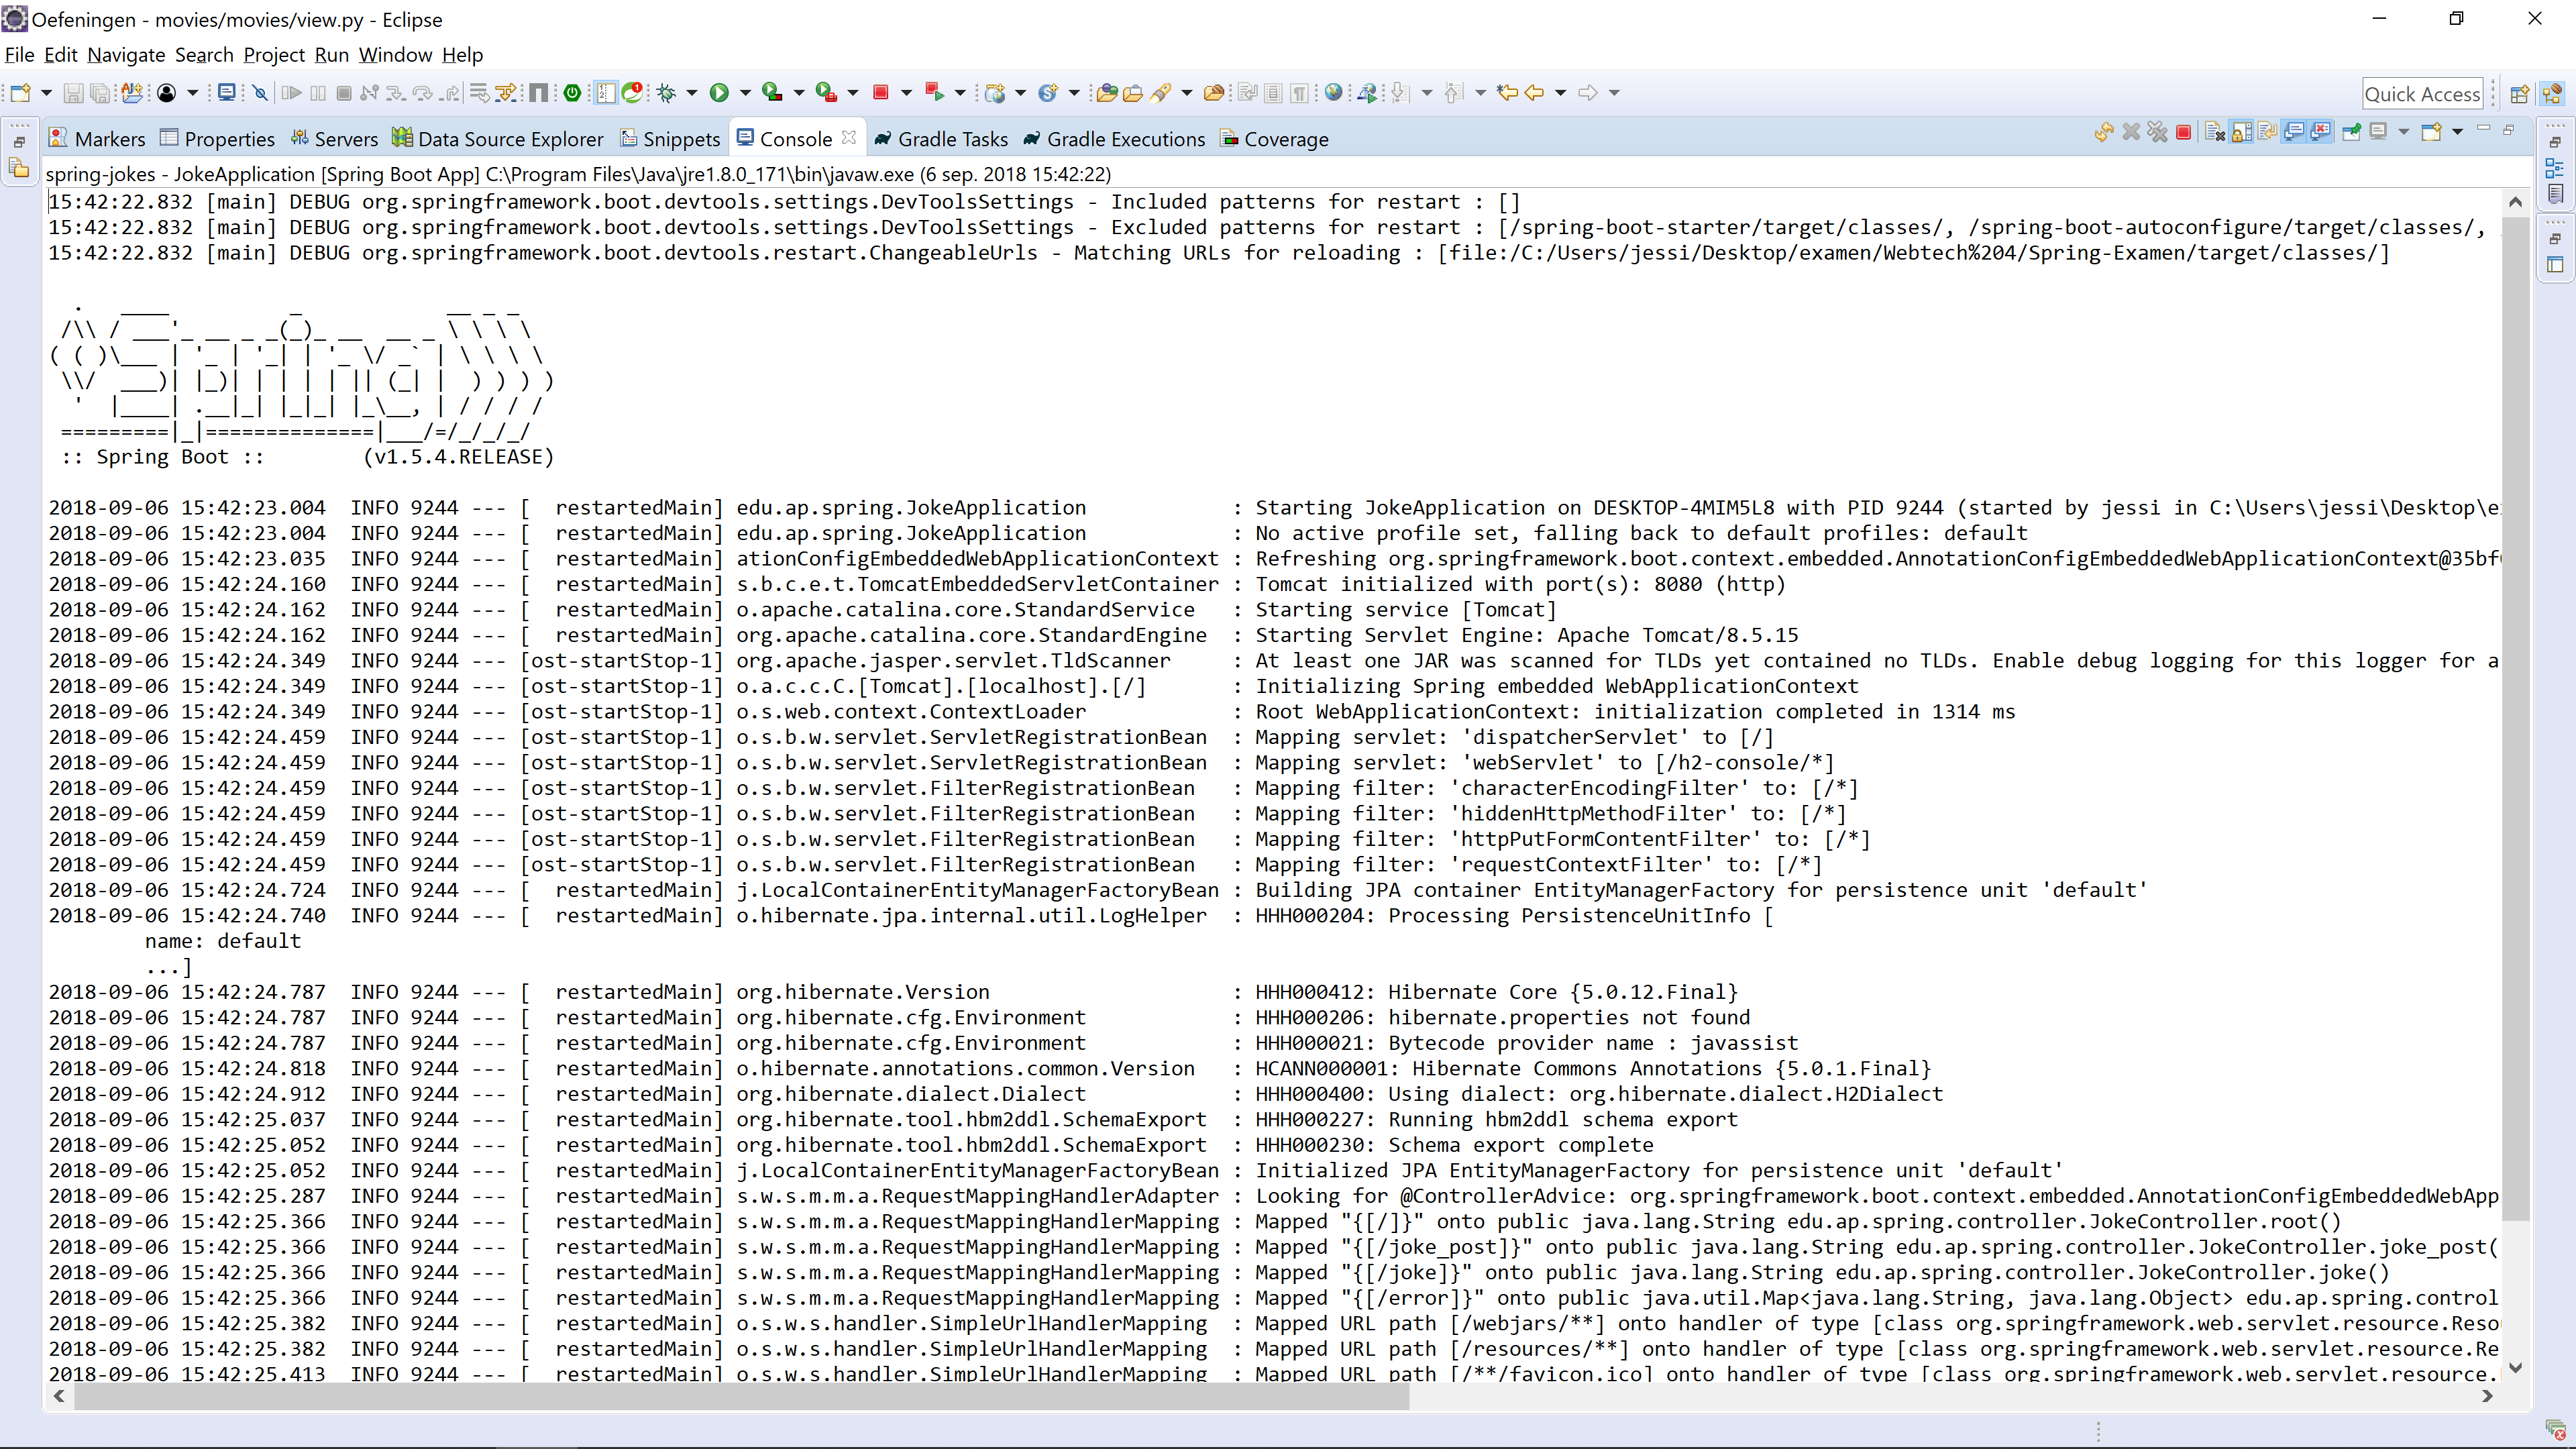 Oefeningen - movies/movies/view.py - Eclipse
File Edit Navigate Search Project Run Window Help
Quick Access
Markers Properties Servers Data Source Explorer Snippets Console Gradle Tasks Gradle Executions Coverage
spring-jokes - JokeApplication [Spring Boot App] C:\Program Files\Java\jre1.8.0_171\bin\javaw.exe (6 sep. 2018 15:42:22)
15:42:22.832 [main] DEBUG org.springframework.boot.devtools.settings.DevToolsSettings - Included patterns for restart : []
15:42:22.832 [main] DEBUG org.springframework.boot.devtools.settings.DevToolsSettings - Excluded patterns for restart : [/spring-boot-starter/target/classes/, /spring-boot-autoconfigure/target/classes/,
15:42:22.832 [main] DEBUG org.springframework.boot.devtools.restart.ChangeableUrls - Matching URLs for reloading : [file:/C:/Users/jessi/Desktop/examen/Webtech%204/Spring-Examen/target/classes/]
  .   ____          _            __ _ _
 /\\ / ___'_ __ _ _(_)_ __  __ _ \ \ \ \
( ( )\___ | '_ | '_| | '_ \/ _` | \ \ \ \
 \\/  ___)| |_)| | | | | || (_| |  ) ) ) )
  '  |____| .__|_| |_|_| |_\__, | / / / /
 =========|_|==============|___/=/_/_/_/
 :: Spring Boot ::        (v1.5.4.RELEASE)
2018-09-06 15:42:23.004  INFO 9244 --- [  restartedMain] edu.ap.spring.JokeApplication            : Starting JokeApplication on DESKTOP-4MIM5L8 with PID 9244 (started by jessi in C:\Users\jessi\Desktop\e
2018-09-06 15:42:23.004  INFO 9244 --- [  restartedMain] edu.ap.spring.JokeApplication            : No active profile set, falling back to default profiles: default
2018-09-06 15:42:23.035  INFO 9244 --- [  restartedMain] ationConfigEmbeddedWebApplicationContext : Refreshing org.springframework.boot.context.embedded.AnnotationConfigEmbeddedWebApplicationContext@35bf
2018-09-06 15:42:24.160  INFO 9244 --- [  restartedMain] s.b.c.e.t.TomcatEmbeddedServletContainer : Tomcat initialized with port(s): 8080 (http)
2018-09-06 15:42:24.162  INFO 9244 --- [  restartedMain] o.apache.catalina.core.StandardService   : Starting service [Tomcat]
2018-09-06 15:42:24.162  INFO 9244 --- [  restartedMain] org.apache.catalina.core.StandardEngine  : Starting Servlet Engine: Apache Tomcat/8.5.15
2018-09-06 15:42:24.349  INFO 9244 --- [ost-startStop-1] org.apache.jasper.servlet.TldScanner     : At least one JAR was scanned for TLDs yet contained no TLDs. Enable debug logging for this logger for a
2018-09-06 15:42:24.349  INFO 9244 --- [ost-startStop-1] o.a.c.c.C.[Tomcat].[localhost].[/]       : Initializing Spring embedded WebApplicationContext
2018-09-06 15:42:24.349  INFO 9244 --- [ost-startStop-1] o.s.web.context.ContextLoader            : Root WebApplicationContext: initialization completed in 1314 ms
2018-09-06 15:42:24.459  INFO 9244 --- [ost-startStop-1] o.s.b.w.servlet.ServletRegistrationBean  : Mapping servlet: 'dispatcherServlet' to [/]
2018-09-06 15:42:24.459  INFO 9244 --- [ost-startStop-1] o.s.b.w.servlet.ServletRegistrationBean  : Mapping servlet: 'webServlet' to [/h2-console/*]
2018-09-06 15:42:24.459  INFO 9244 --- [ost-startStop-1] o.s.b.w.servlet.FilterRegistrationBean   : Mapping filter: 'characterEncodingFilter' to: [/*]
2018-09-06 15:42:24.459  INFO 9244 --- [ost-startStop-1] o.s.b.w.servlet.FilterRegistrationBean   : Mapping filter: 'hiddenHttpMethodFilter' to: [/*]
2018-09-06 15:42:24.459  INFO 9244 --- [ost-startStop-1] o.s.b.w.servlet.FilterRegistrationBean   : Mapping filter: 'httpPutFormContentFilter' to: [/*]
2018-09-06 15:42:24.459  INFO 9244 --- [ost-startStop-1] o.s.b.w.servlet.FilterRegistrationBean   : Mapping filter: 'requestContextFilter' to: [/*]
2018-09-06 15:42:24.724  INFO 9244 --- [  restartedMain] j.LocalContainerEntityManagerFactoryBean : Building JPA container EntityManagerFactory for persistence unit 'default'
2018-09-06 15:42:24.740  INFO 9244 --- [  restartedMain] o.hibernate.jpa.internal.util.LogHelper  : HHH000204: Processing PersistenceUnitInfo [
	name: default
	...]
2018-09-06 15:42:24.787  INFO 9244 --- [  restartedMain] org.hibernate.Version                    : HHH000412: Hibernate Core {5.0.12.Final}
2018-09-06 15:42:24.787  INFO 9244 --- [  restartedMain] org.hibernate.cfg.Environment            : HHH000206: hibernate.properties not found
2018-09-06 15:42:24.787  INFO 9244 --- [  restartedMain] org.hibernate.cfg.Environment            : HHH000021: Bytecode provider name : javassist
2018-09-06 15:42:24.818  INFO 9244 --- [  restartedMain] o.hibernate.annotations.common.Version   : HCANN000001: Hibernate Commons Annotations {5.0.1.Final}
2018-09-06 15:42:24.912  INFO 9244 --- [  restartedMain] org.hibernate.dialect.Dialect            : HHH000400: Using dialect: org.hibernate.dialect.H2Dialect
2018-09-06 15:42:25.037  INFO 9244 --- [  restartedMain] org.hibernate.tool.hbm2ddl.SchemaExport  : HHH000227: Running hbm2ddl schema export
2018-09-06 15:42:25.052  INFO 9244 --- [  restartedMain] org.hibernate.tool.hbm2ddl.SchemaExport  : HHH000230: Schema export complete
2018-09-06 15:42:25.052  INFO 9244 --- [  restartedMain] j.LocalContainerEntityManagerFactoryBean : Initialized JPA EntityManagerFactory for persistence unit 'default'
2018-09-06 15:42:25.287  INFO 9244 --- [  restartedMain] s.w.s.m.m.a.RequestMappingHandlerAdapter : Looking for @ControllerAdvice: org.springframework.boot.context.embedded.AnnotationConfigEmbeddedWebApp
2018-09-06 15:42:25.366  INFO 9244 --- [  restartedMain] s.w.s.m.m.a.RequestMappingHandlerMapping : Mapped "{[/]}" onto public java.lang.String edu.ap.spring.controller.JokeController.root()
2018-09-06 15:42:25.366  INFO 9244 --- [  restartedMain] s.w.s.m.m.a.RequestMappingHandlerMapping : Mapped "{[/joke_post]}" onto public java.lang.String edu.ap.spring.controller.JokeController.joke_post(
2018-09-06 15:42:25.366  INFO 9244 --- [  restartedMain] s.w.s.m.m.a.RequestMappingHandlerMapping : Mapped "{[/joke]}" onto public java.lang.String edu.ap.spring.controller.JokeController.joke()
2018-09-06 15:42:25.366  INFO 9244 --- [  restartedMain] s.w.s.m.m.a.RequestMappingHandlerMapping : Mapped "{[/error]}" onto public java.util.Map<java.lang.String, java.lang.Object> edu.ap.spring.control
2018-09-06 15:42:25.382  INFO 9244 --- [  restartedMain] o.s.w.s.handler.SimpleUrlHandlerMapping  : Mapped URL path [/webjars/**] onto handler of type [class org.springframework.web.servlet.resource.Reso
2018-09-06 15:42:25.382  INFO 9244 --- [  restartedMain] o.s.w.s.handler.SimpleUrlHandlerMapping  : Mapped URL path [/resources/**] onto handler of type [class org.springframework.web.servlet.resource.Re
2018-09-06 15:42:25.413  INFO 9244 --- [  restartedMain] o.s.w.s.handler.SimpleUrlHandlerMapping  : Mapped URL path [/**/favicon.ico] onto handler of type [class org.springframework.web.servlet.resource.